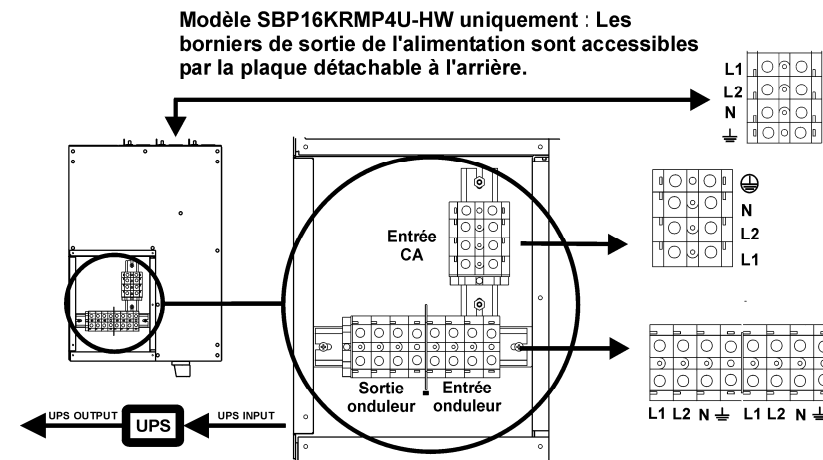 Modèle SBP16KRMP4U-HW uniquement : Les
borniers de sortie de l'alimentation sont accessibles
par la plaque détachable à l'arrière.
L1
L2
N
Entrée
CA
N
L2
L1
Sortie
onduleur
Entrée
onduleur
L1 L2 N L1 L2 N
UPS OUTPUT
UPS
UPS INPUT